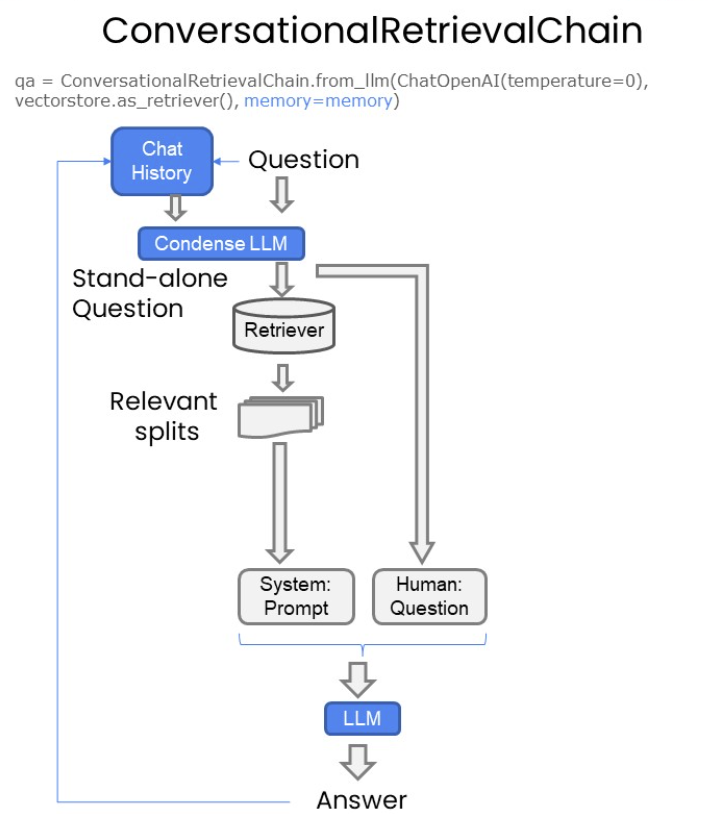 ConversationalRetrievalChain
qa = ConversationalRetrievalChain.from_llm(ChatOpenAI(temperature=0),
vectorstore.as_retriever(), memory=memory)
Chat
History
Question
Condense LLM
Stand-alone
Question
Retriever
Relevant
splits
System:
Prompt
Human:
Question
LLM
Answer